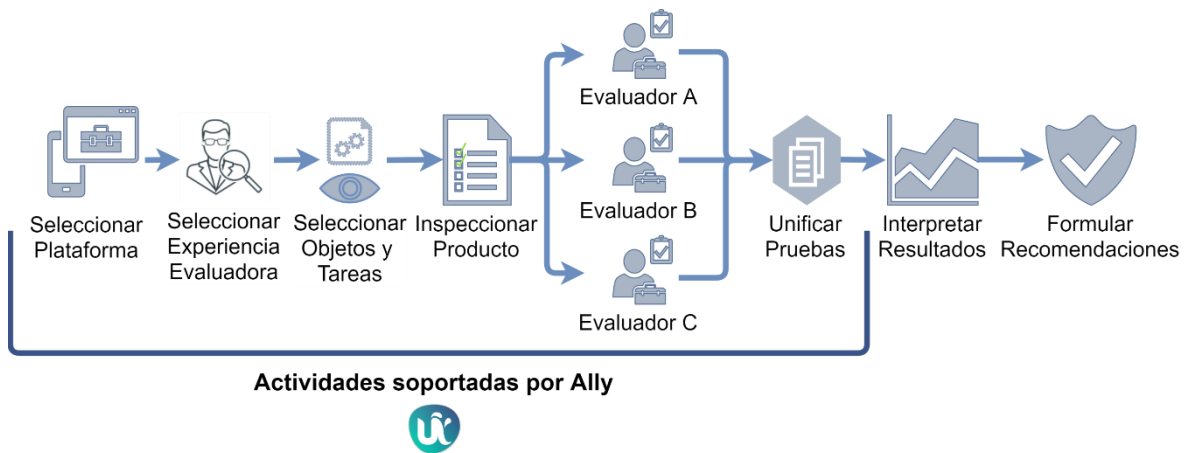 Evaluador A
Evaluador B
Evaluador C
Seleccionar
Plataforma
Seleccionar
Experiencia
Evaluadora
Seleccionar
Objetos y
Tareas
Inspeccionar
Producto
Unificar
Pruebas
Interpretar
Resultados
Formular
Recomendaciones
Actividades soportadas por Ally